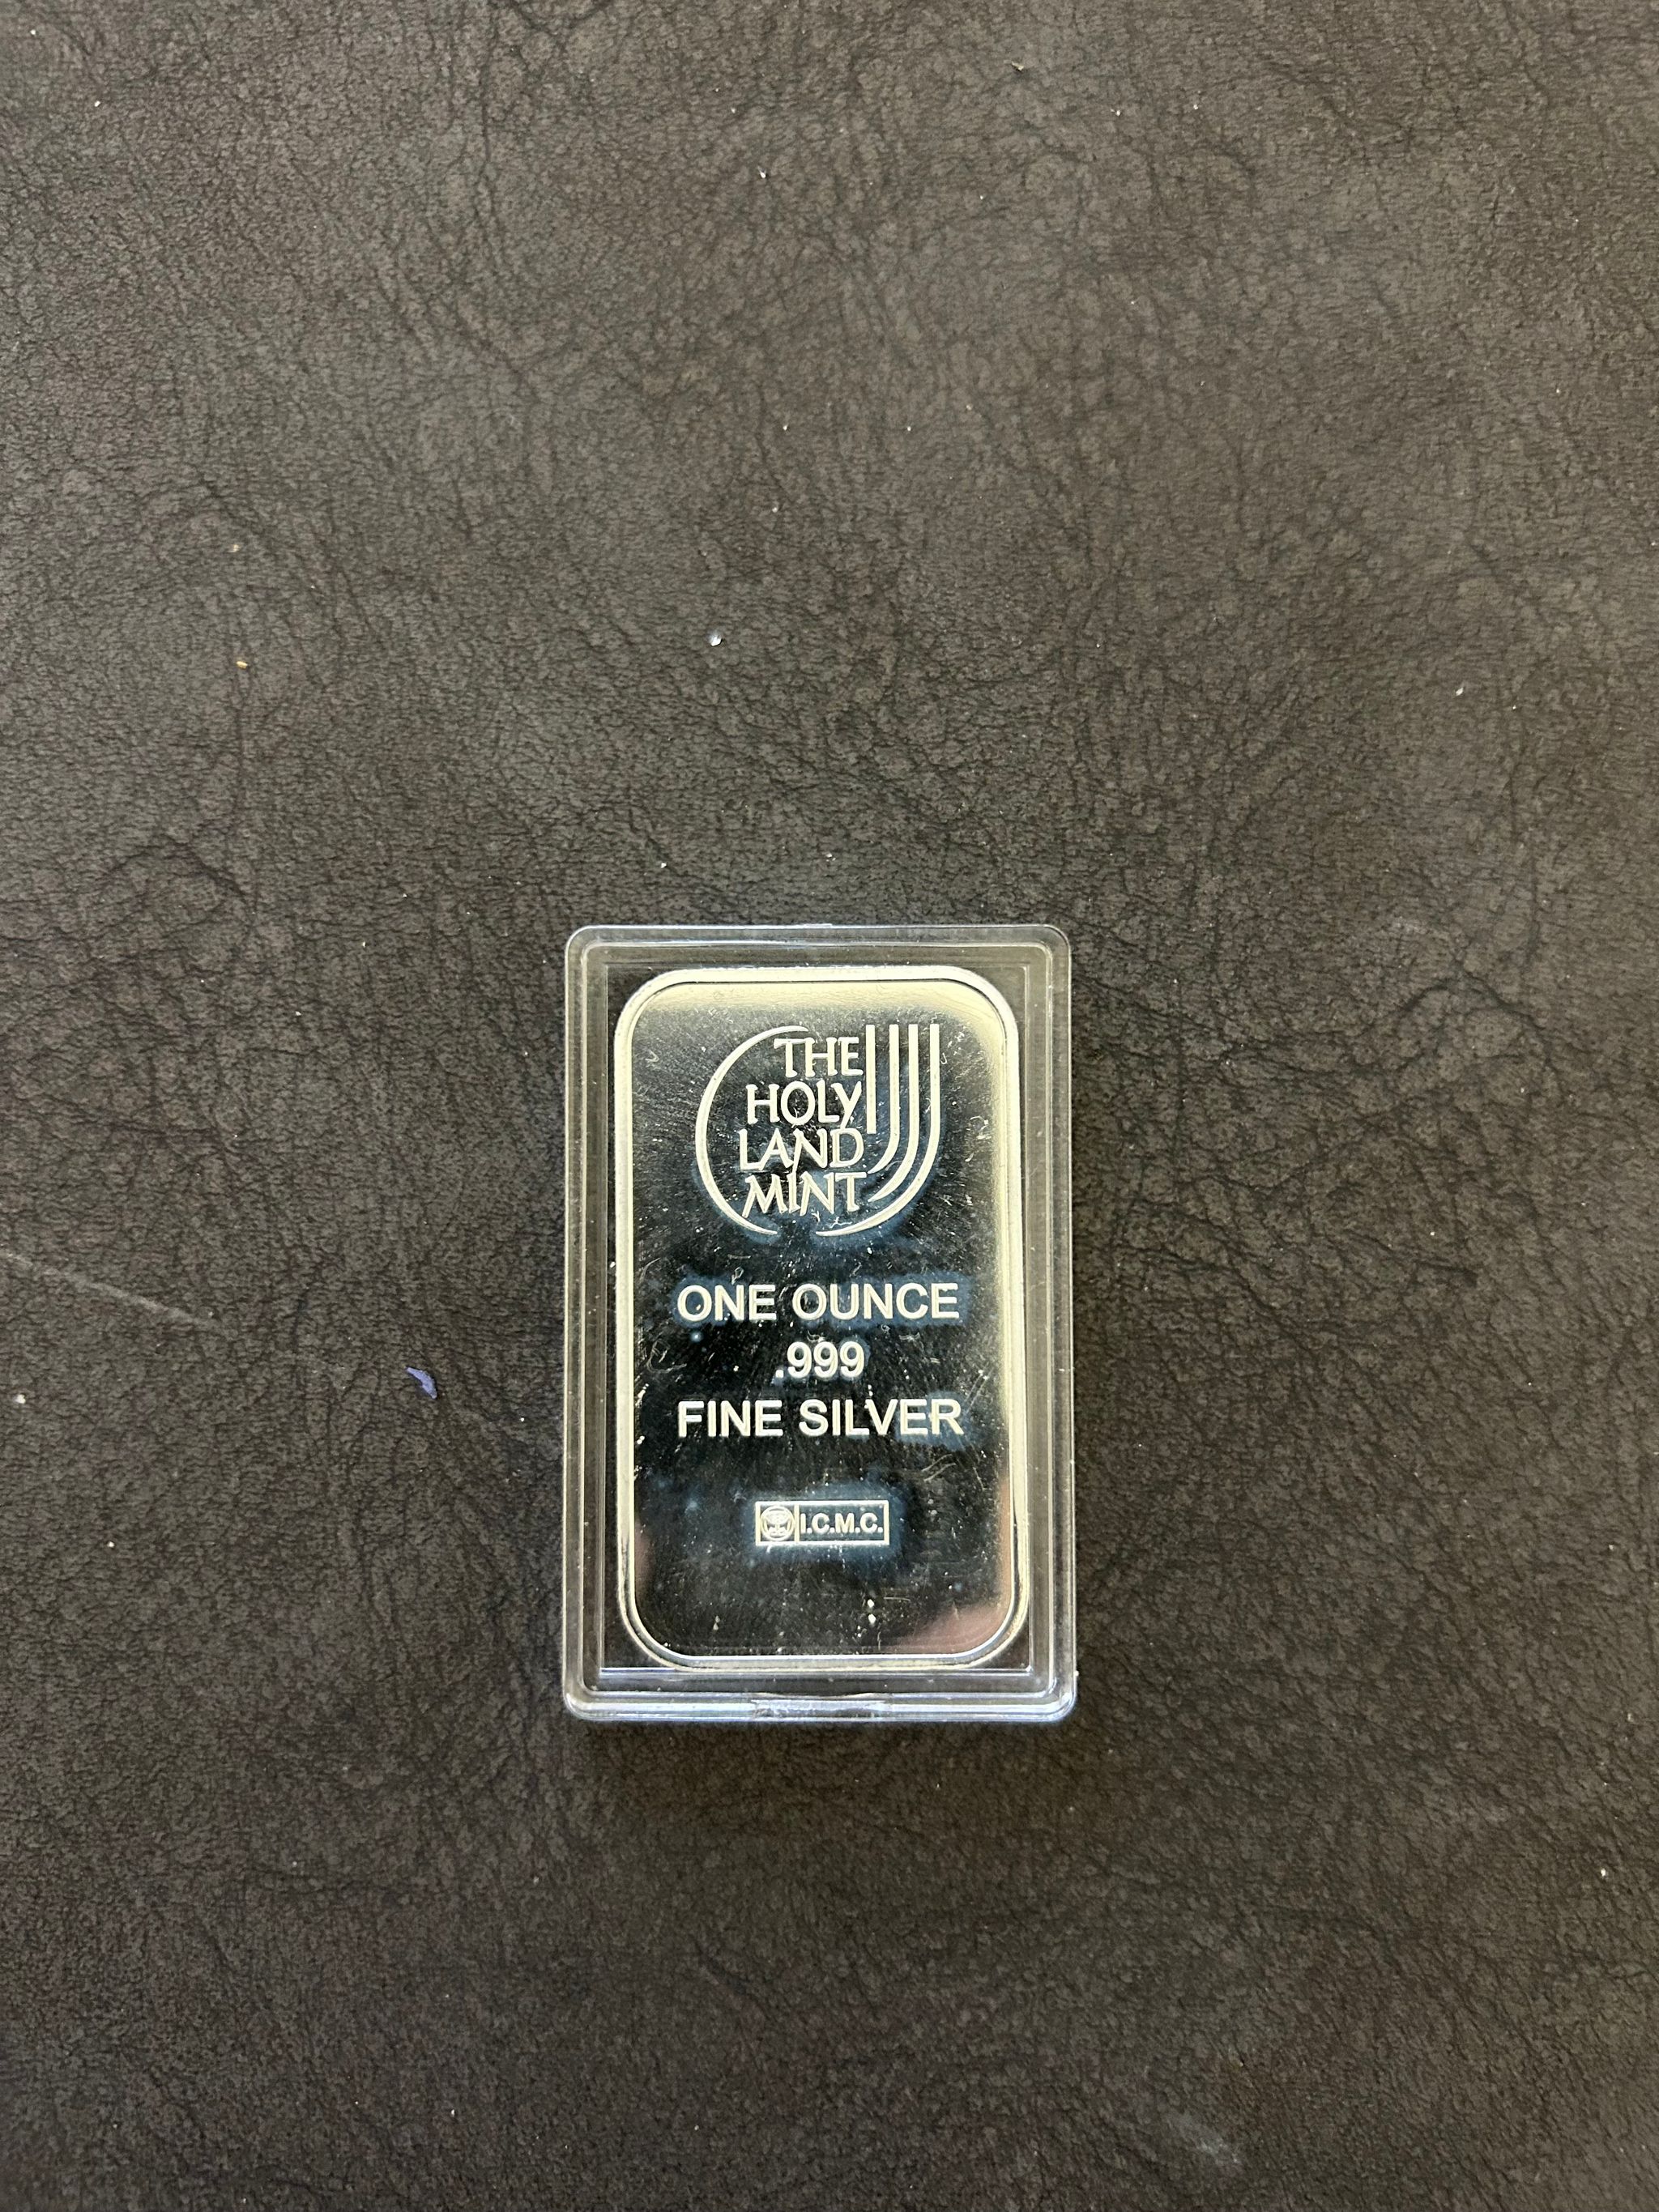 THE
HOLY
LAND
MINT
ONE OUNCE
.999
FINE SILVER
I.C.M.C.